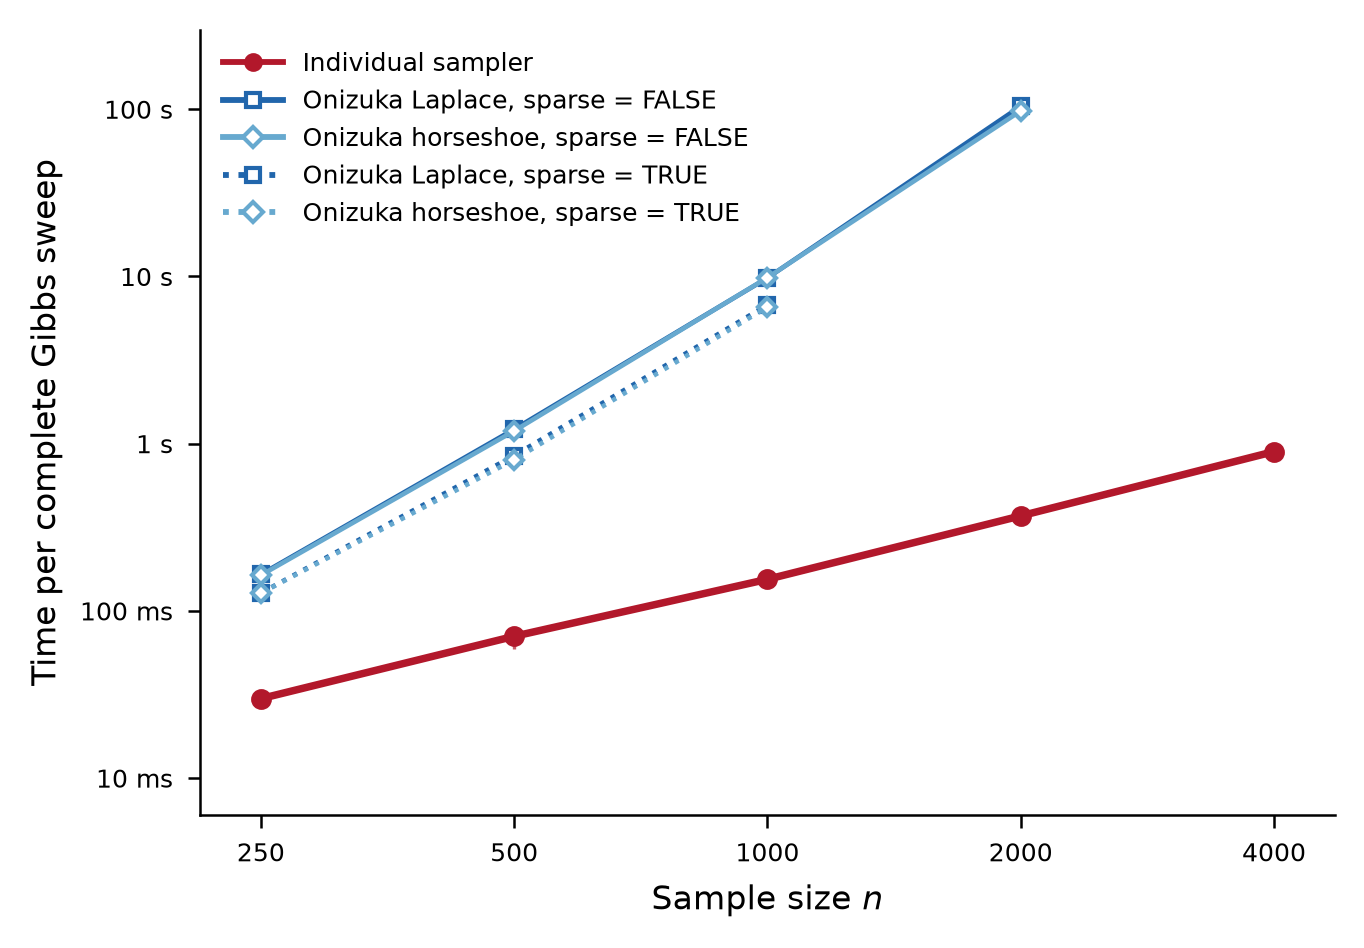 Individual sampler
Onizuka Laplace, sparse = FALSE
Onizuka horseshoe, sparse = FALSE
Onizuka Laplace, sparse = TRUE
Onizuka horseshoe, sparse = TRUE
Time per complete Gibbs sweep
100 s
10 s
1 s
100 ms
10 ms
250 500 1000 2000 4000
Sample size n